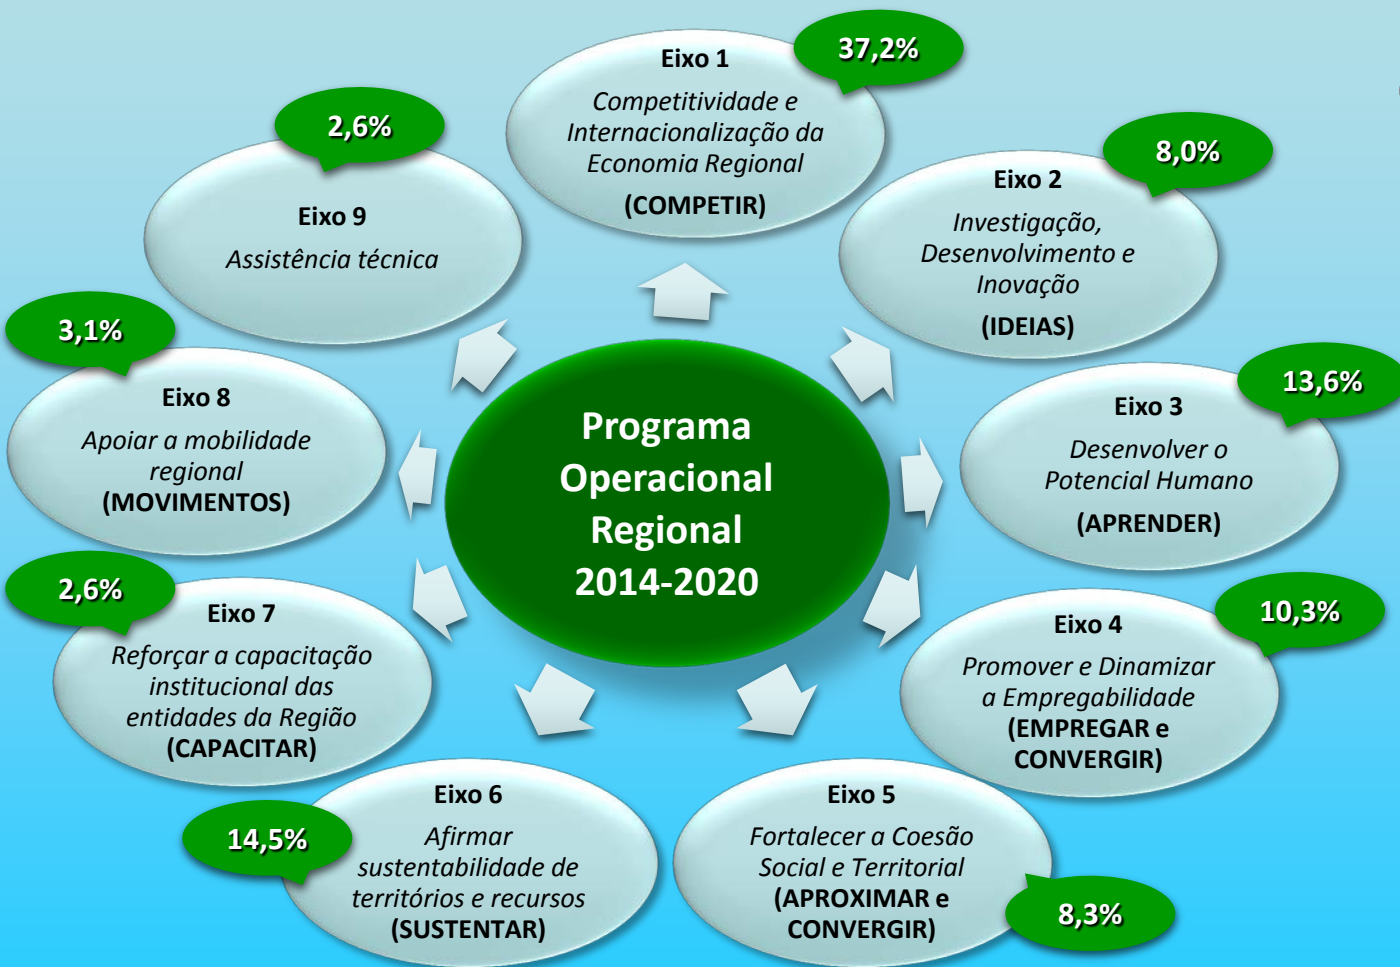 Programa
Operacional
Regional
2014-2020
Eixo 1
Competitividade e
Internacionalização da
Economia Regional
(COMPETIR)
37,2%
Eixo 2
Investigação,
Desenvolvimento e
Inovação
(IDEIAS)
8,0%
Eixo 3
Desenvolver o
Potencial Humano
(APRENDER)
13,6%
Eixo 4
Promover e Dinamizar
a Empregabilidade
(EMPREGAR e
CONVERGIR)
10,3%
Eixo 5
Fortalecer a Coesão
Social e Territorial
(APROXIMAR e
CONVERGIR)
8,3%
Eixo 6
Afirmar
sustentabilidade de
territórios e recursos
(SUSTENTAR)
14,5%
Eixo 7
Reforçar a capacitação
institucional das
entidades da Região
(CAPACITAR)
2,6%
Eixo 8
Apoiar a mobilidade
regional
(MOVIMENTOS)
3,1%
Eixo 9
Assistência técnica
2,6%